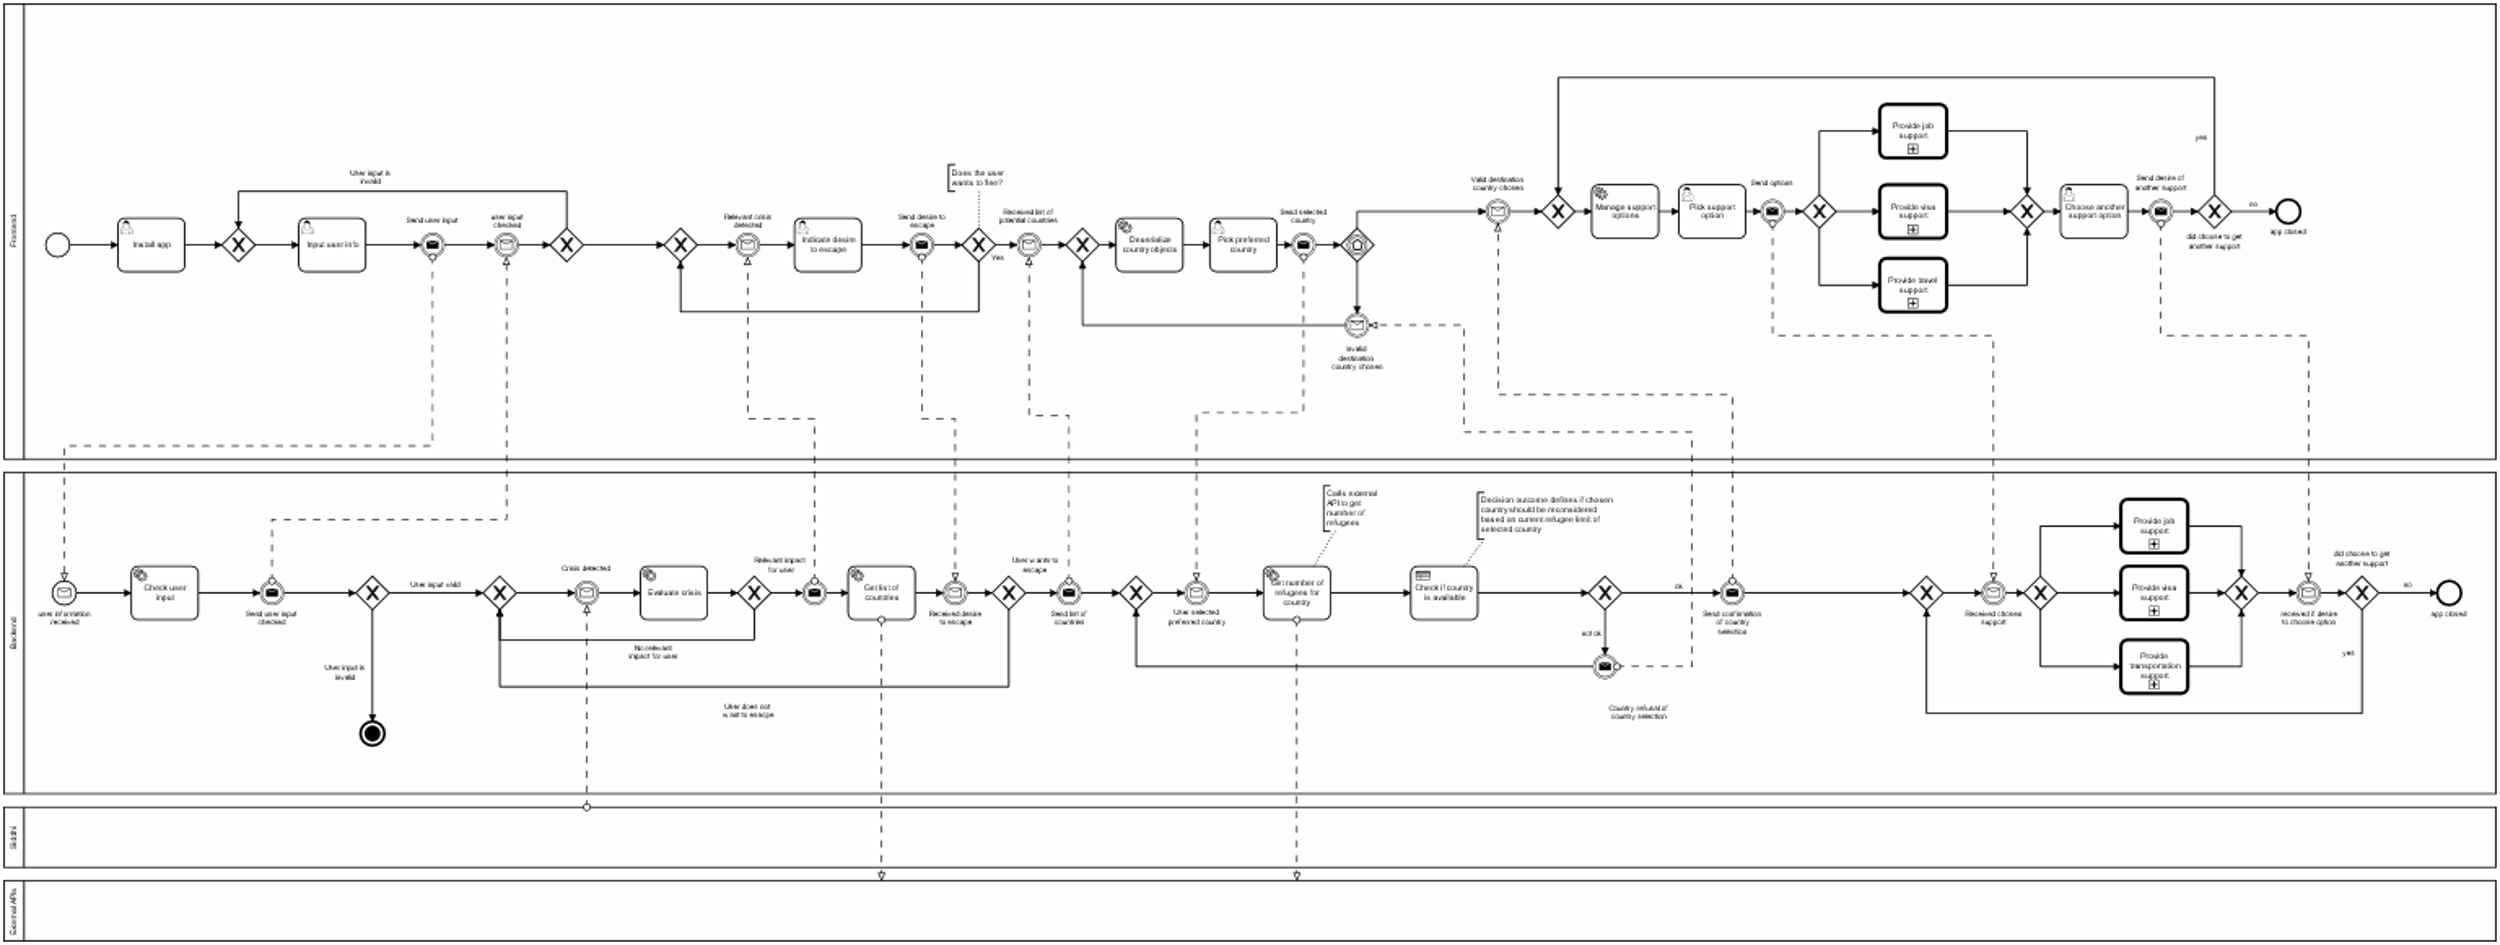 Frontend
Install app
User input is
invalid
Input user info
Send user input
user input
checked
Relevant crisis
detected
Indicate desire
to escape
Send desire to
escape
Does the user
wants to flee?
Yes
Received list of
potential countries
Deserialize
country objects
Pick preferred
country
Send selected
country
Invalid
destination
country chosen
Valid destination
country chosen
Manage support
options
Pick support
option
Send options
Provide job
support
Provide visa
support
Provide travel
support
Choose another
support option
Send desire of
another support
yes
did choose to get
another support
no
app closed
Backend
user information
received
Check user
input
Send user input
checked
User input valid
User input is
invalid
Crisis detected
Evaluate crisis
No relevant
impact for user
Relevant impact
for user
Get list of
countries
Received desire
to escape
User does not
want to escape
User wants to
escape
Send list of
countries
User selected
preferred country
Get number of
refugees for
country
Calls external
API to get
number of
refugees
Check if country
is available
Decision outcome defines if chosen
country should be reconsidered
based on current refugee limit of
selected country
ok
not ok
Country refusal of
country selection
Send confirmation
of country
selection
Received chosen
support
Provide job
support
Provide visa
support
Provide
transportation
support
received if desire
to choose option
did choose to get
another support
yes
no
app closed
Siddhi
External APIs